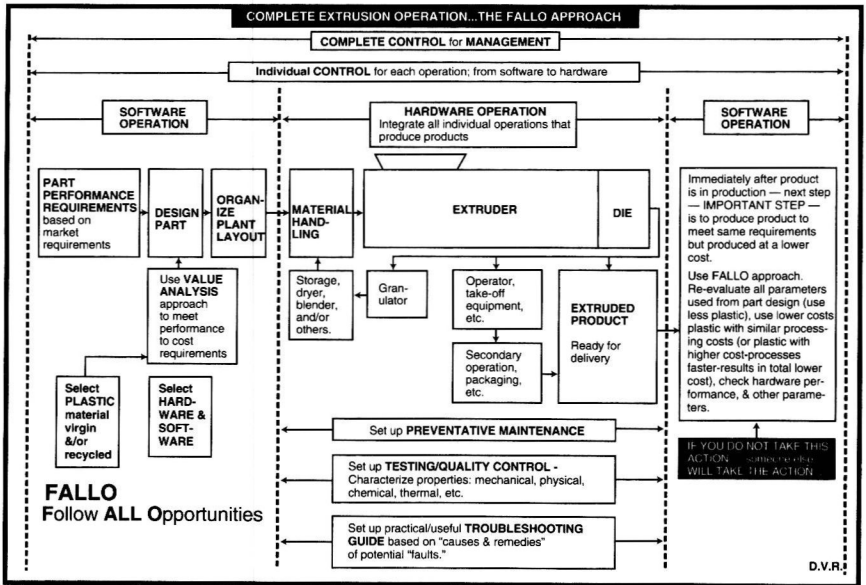 COMPLETE EXTRUSION OPERATION...THE FALLO APPROACH
COMPLETE CONTROL for MANAGEMENT
Individual CONTROL for each operation; from software to hardware
SOFTWARE
OPERATION
HARDWARE OPERATION
Integrate all individual operations that
produce products
SOFTWARE
OPERATION
PART
PERFORMANCE
REQUIREMENTS
based on
market
requirements
DESIGN
PART
ORGAN-
IZE
PLANT
LAYOUT
MATERIAL
HAND-
LING
EXTRUDER
DIE
Use VALUE
ANALYSIS
approach
to meet
performance
to cost
requirements
Storage,
dryer,
blender,
and/or
others.
Gran-
ulator
Operator,
take-off
equipment,
etc.
Secondary
operation,
packaging,
etc.
EXTRUDED
PRODUCT
Ready for
delivery
Immediately after product
is in production — next step
— IMPORTANT STEP —
is to produce product to
meet same requirements
but produced at a lower
cost.
Use FALLO approach.
Re-evaluate all parameters
used from part design (use
less plastic), use lower costs
plastic with similar process-
ing costs (or plastic with
higher cost-processes
faster-results in total lower
cost), check hardware per-
formance, & other parame-
ters.
Select
PLASTIC
material
virgin
&/or
recycled
Select
HARD-
WARE &
SOFT-
WARE
Set up PREVENTATIVE MAINTENANCE
IF YOU DO NOT TAKE THIS
ACTION someone else
WILL TAKE THE ACTION
Set up TESTING/QUALITY CONTROL -
Characterize properties: mechanical, physical,
chemical, thermal, etc.
FALLO
Follow ALL Opportunities
Set up practical/useful TROUBLESHOOTING
GUIDE based on "causes & remedies"
of potential "faults."
D.V.R.